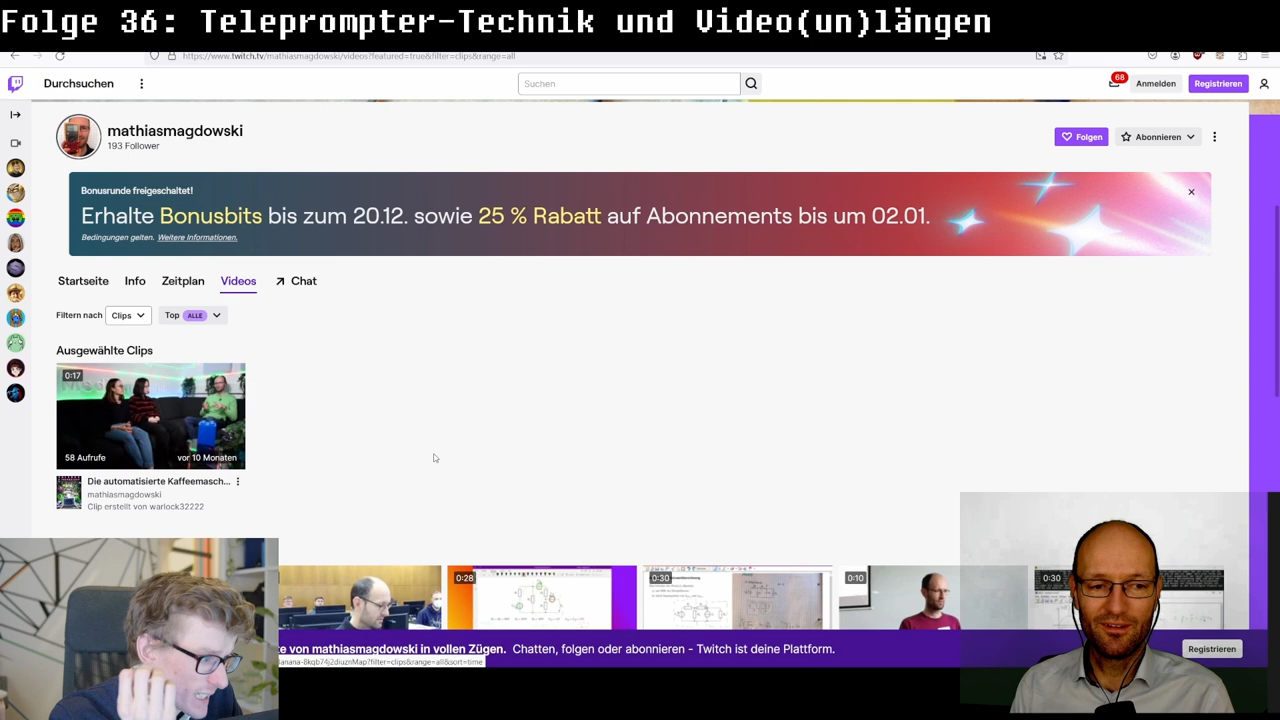 Folge 36: Teleprompter-Technik und Video(un)längen
https://www.twitch.tv/mathiasmagdowski/videos?featured=true&filter=clips&range=all
Durchsuchen
Suchen
68
Anmelden
Registrieren
mathiasmagdowski
193 Follower
Folgen
Abonnieren
Bonusrunde freigeschaltet!
Erhalte Bonusbits bis zum 20.12. sowie 25 % Rabatt auf Abonnements bis um 02.01.
Bedingungen gelten. Weitere Informationen.
Startseite Info Zeitplan Videos Chat
Filtern nach Clips Top ALLE
Ausgewählte Clips
0:17
58 Aufrufe vor 10 Monaten
Die automatisierte Kaffeemasch...
mathiasmagdowski
Clip erstellt von warlock32222
0:28 0:30 0:10 0:30
te von mathiasmagdowski in vollen Zügen. Chatten, folgen oder abonnieren - Twitch ist deine Plattform.
Registrieren